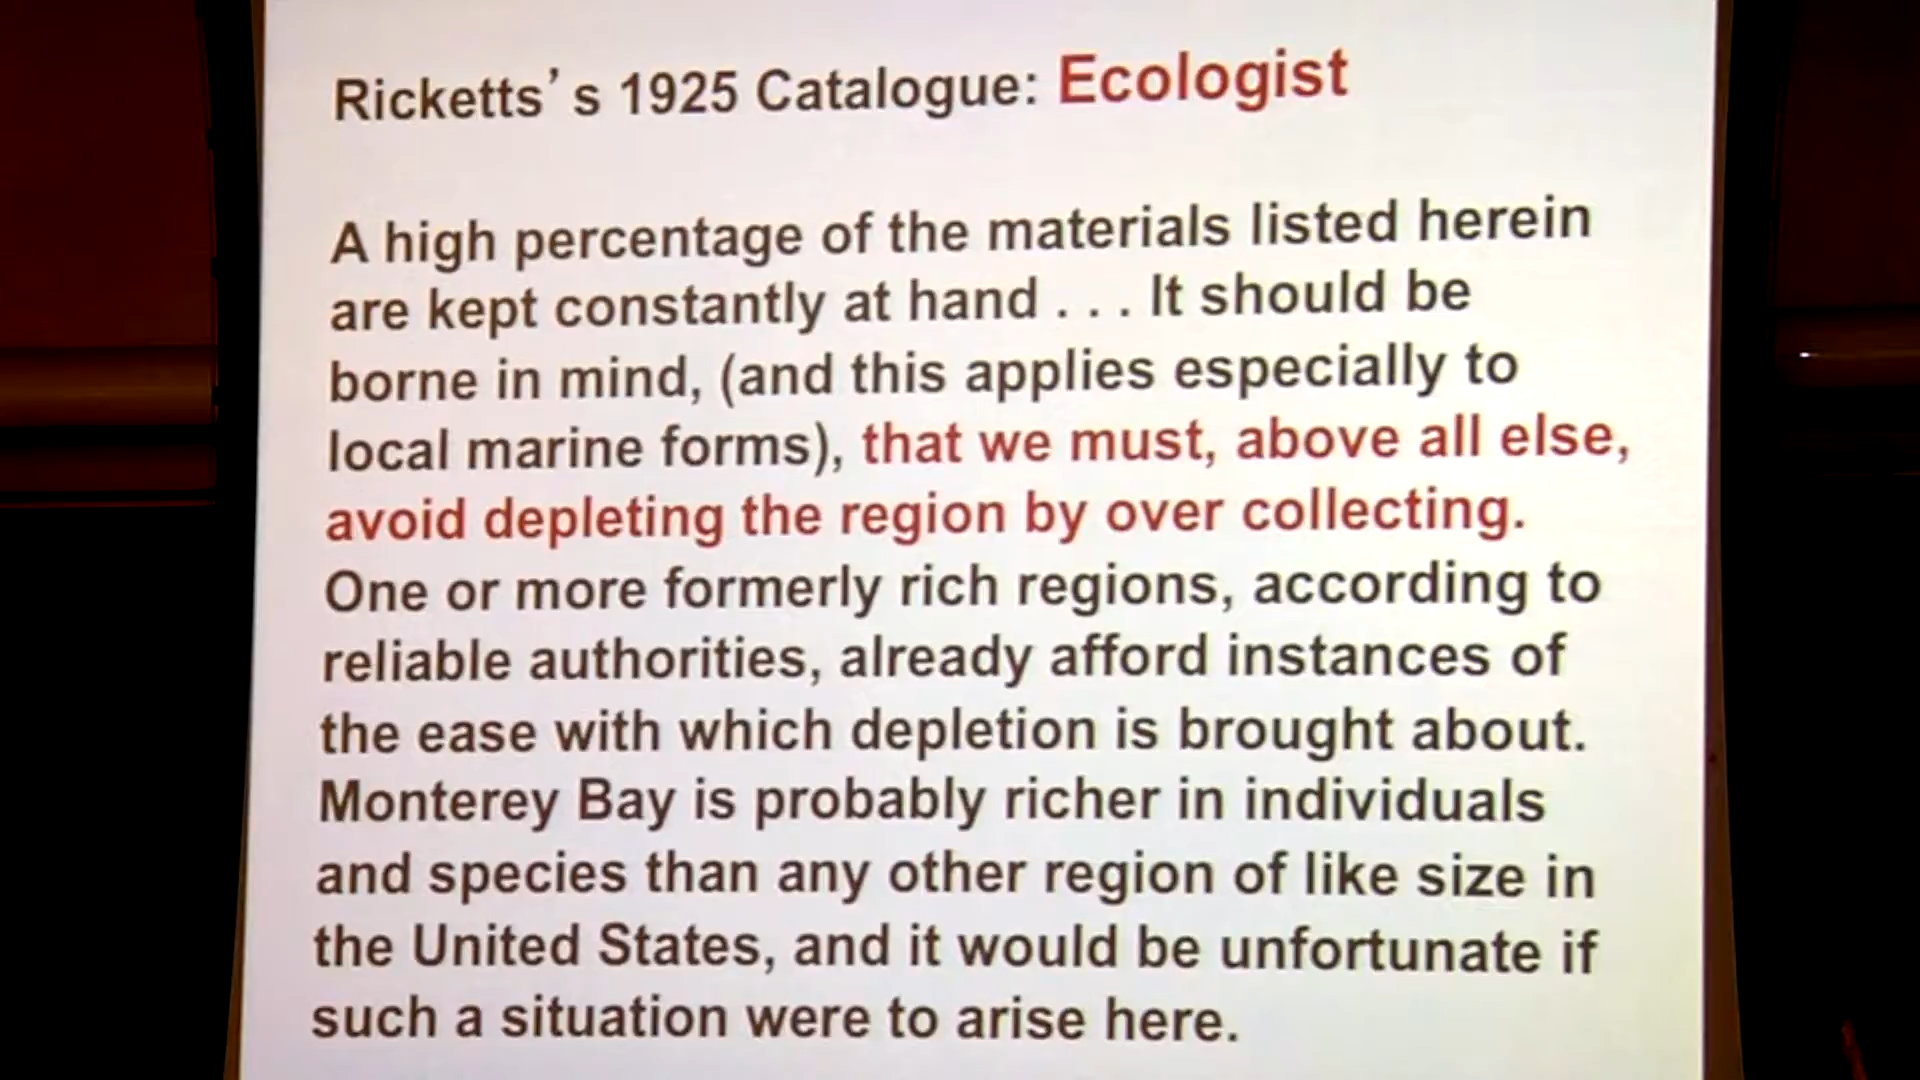 Ricketts's 1925 Catalogue: Ecologist
A high percentage of the materials listed herein
are kept constantly at hand . . . It should be
borne in mind, (and this applies especially to
local marine forms), that we must, above all else,
avoid depleting the region by over collecting.
One or more formerly rich regions, according to
reliable authorities, already afford instances of
the ease with which depletion is brought about.
Monterey Bay is probably richer in individuals
and species than any other region of like size in
the United States, and it would be unfortunate if
such a situation were to arise here.